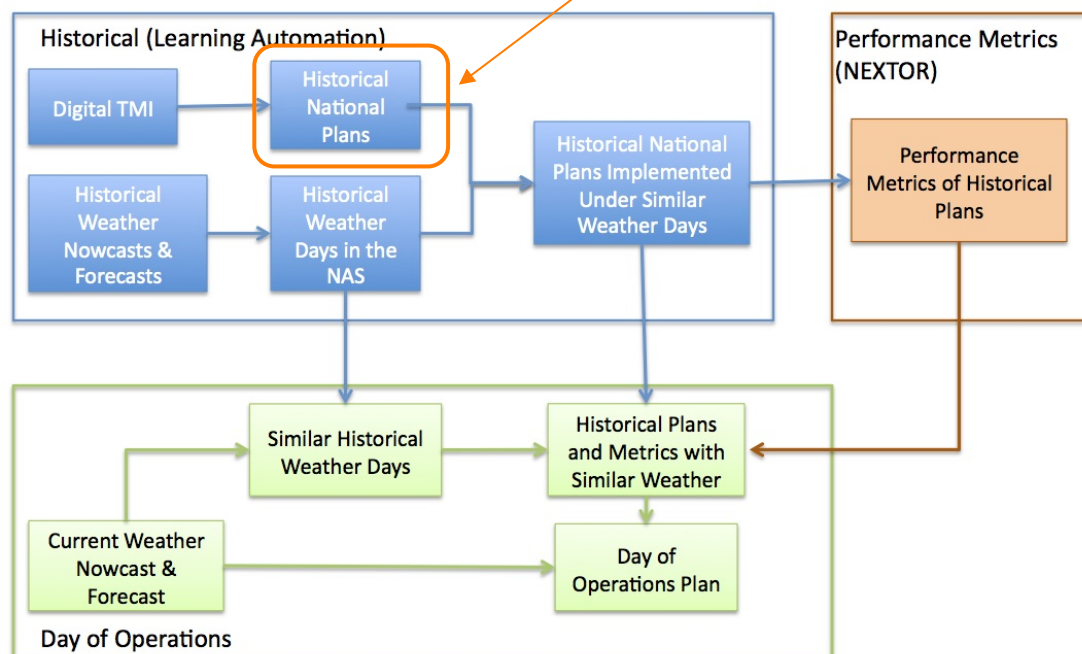 Historical (Learning Automation)
Digital TMI
Historical
National
Plans
Historical
Weather
Nowcasts &
Forecasts
Historical
Weather
Days in the
NAS
Historical National
Plans Implemented
Under Similar
Weather Days
Performance Metrics
(NEXTOR)
Performance
Metrics of Historical
Plans
Similar Historical
Weather Days
Historical Plans
and Metrics with
Similar Weather
Current Weather
Nowcast &
Forecast
Day of
Operations Plan
Day of Operations